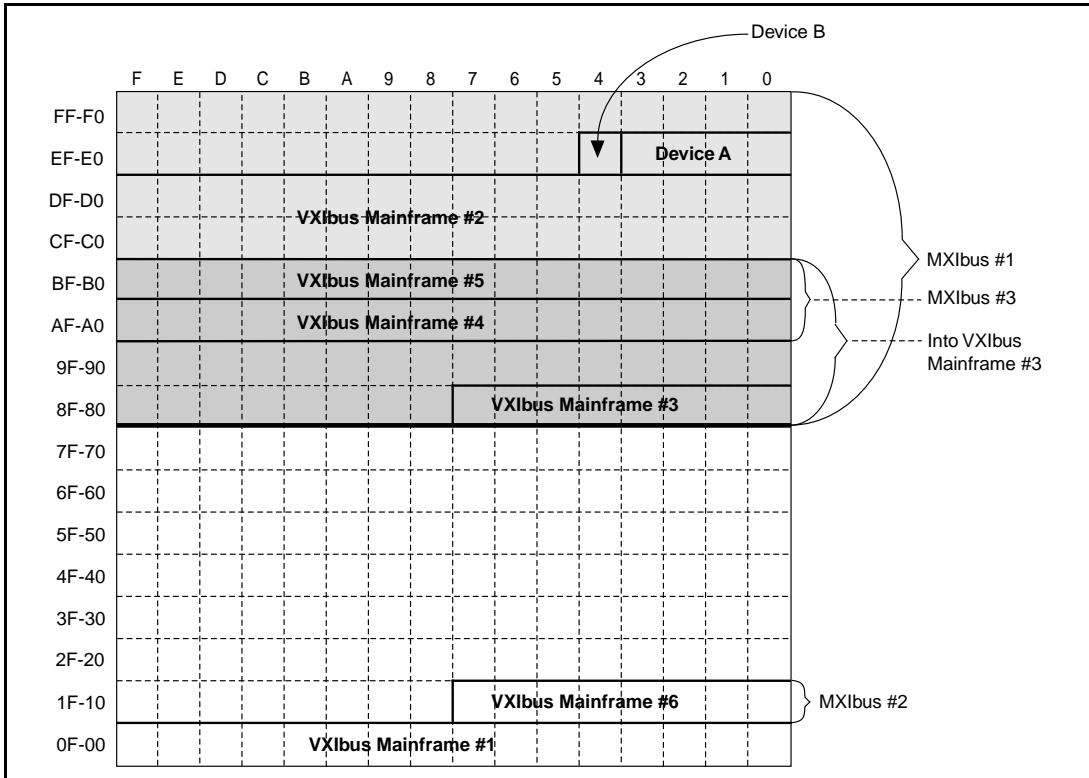 Device B
F E D C B A 9 8 7 6 5 4 3 2 1 0
FF-F0
EF-E0
Device A
DF-D0
VXIbus Mainframe #2
CF-C0
MXIbus #1
BF-B0
VXIbus Mainframe #5
MXIbus #3
AF-A0
VXIbus Mainframe #4
Into VXIbus
Mainframe #3
9F-90
8F-80
VXIbus Mainframe #3
7F-70
6F-60
5F-50
4F-40
3F-30
2F-20
1F-10
VXIbus Mainframe #6
MXIbus #2
0F-00
VXIbus Mainframe #1